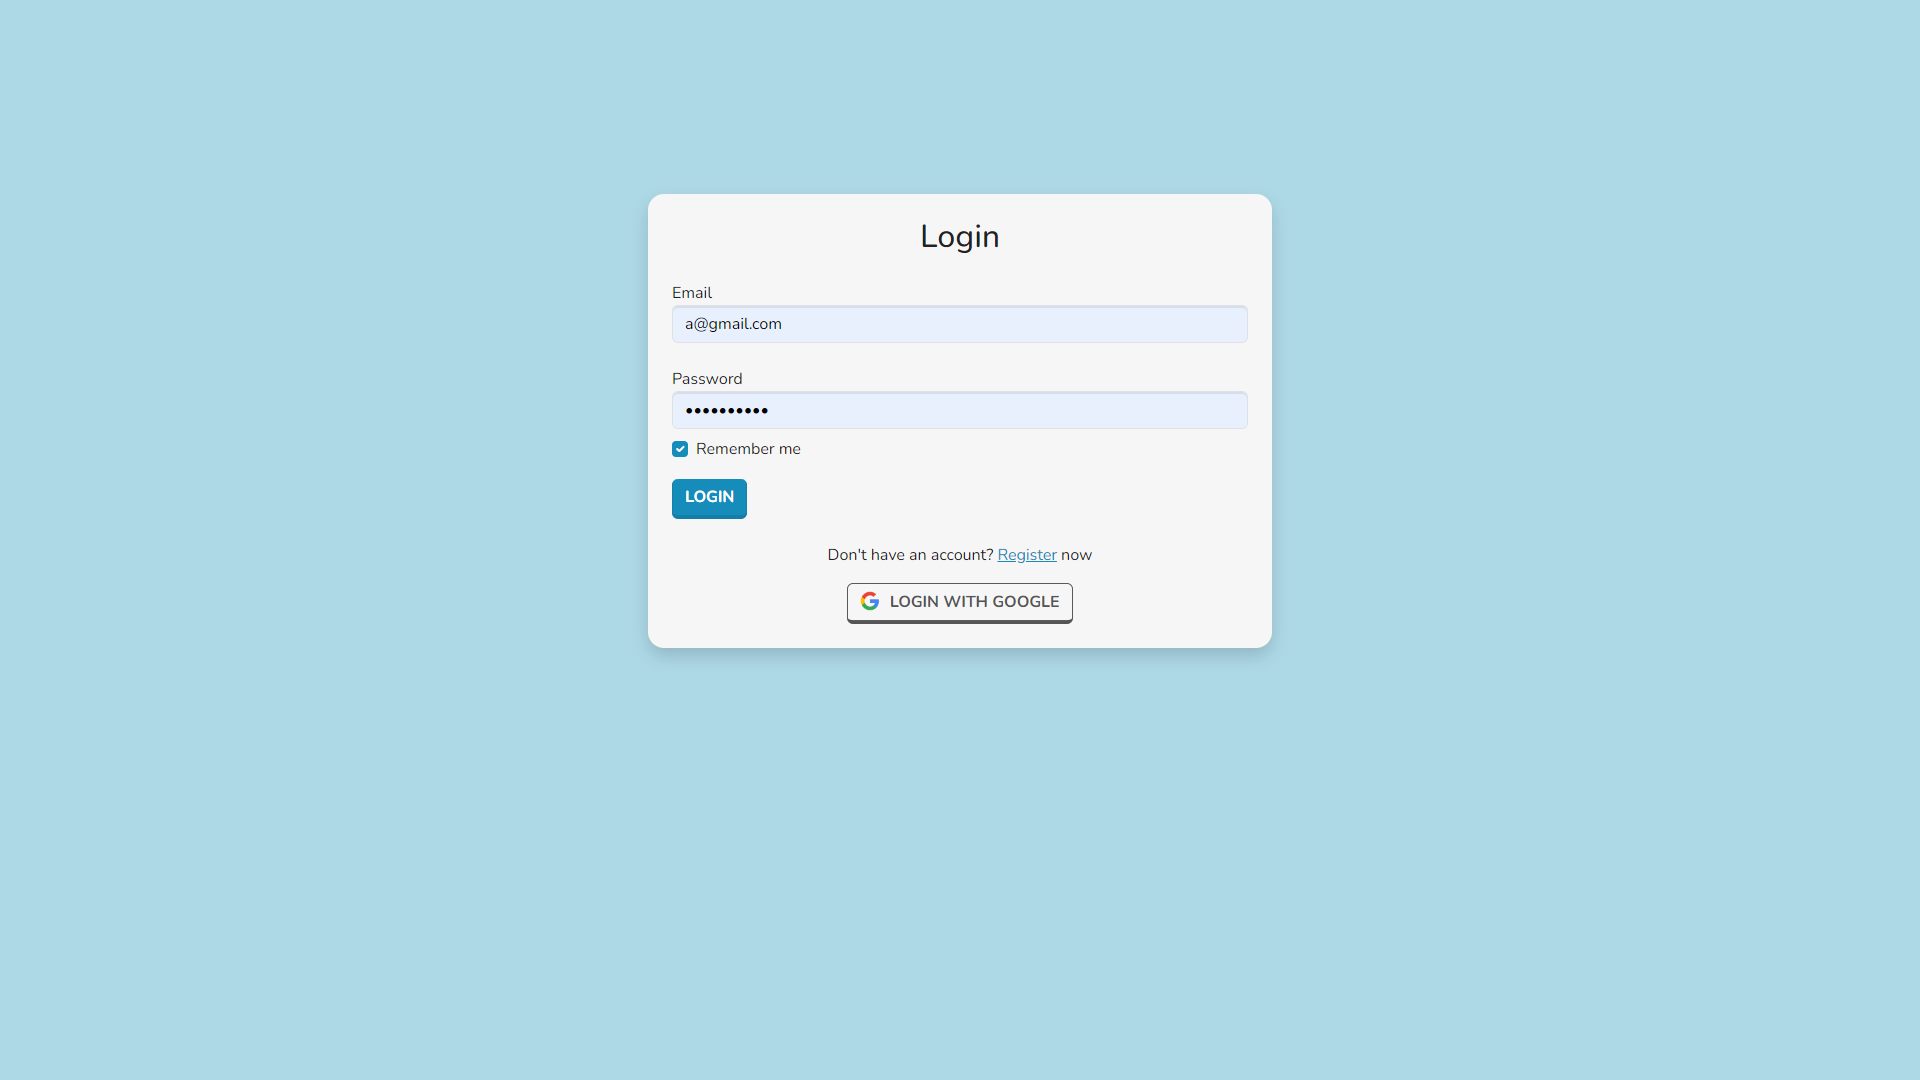 Login
Email
a@gmail.com
Password
••••••••••
Remember me
LOGIN
Don't have an account? Register now
LOGIN WITH GOOGLE